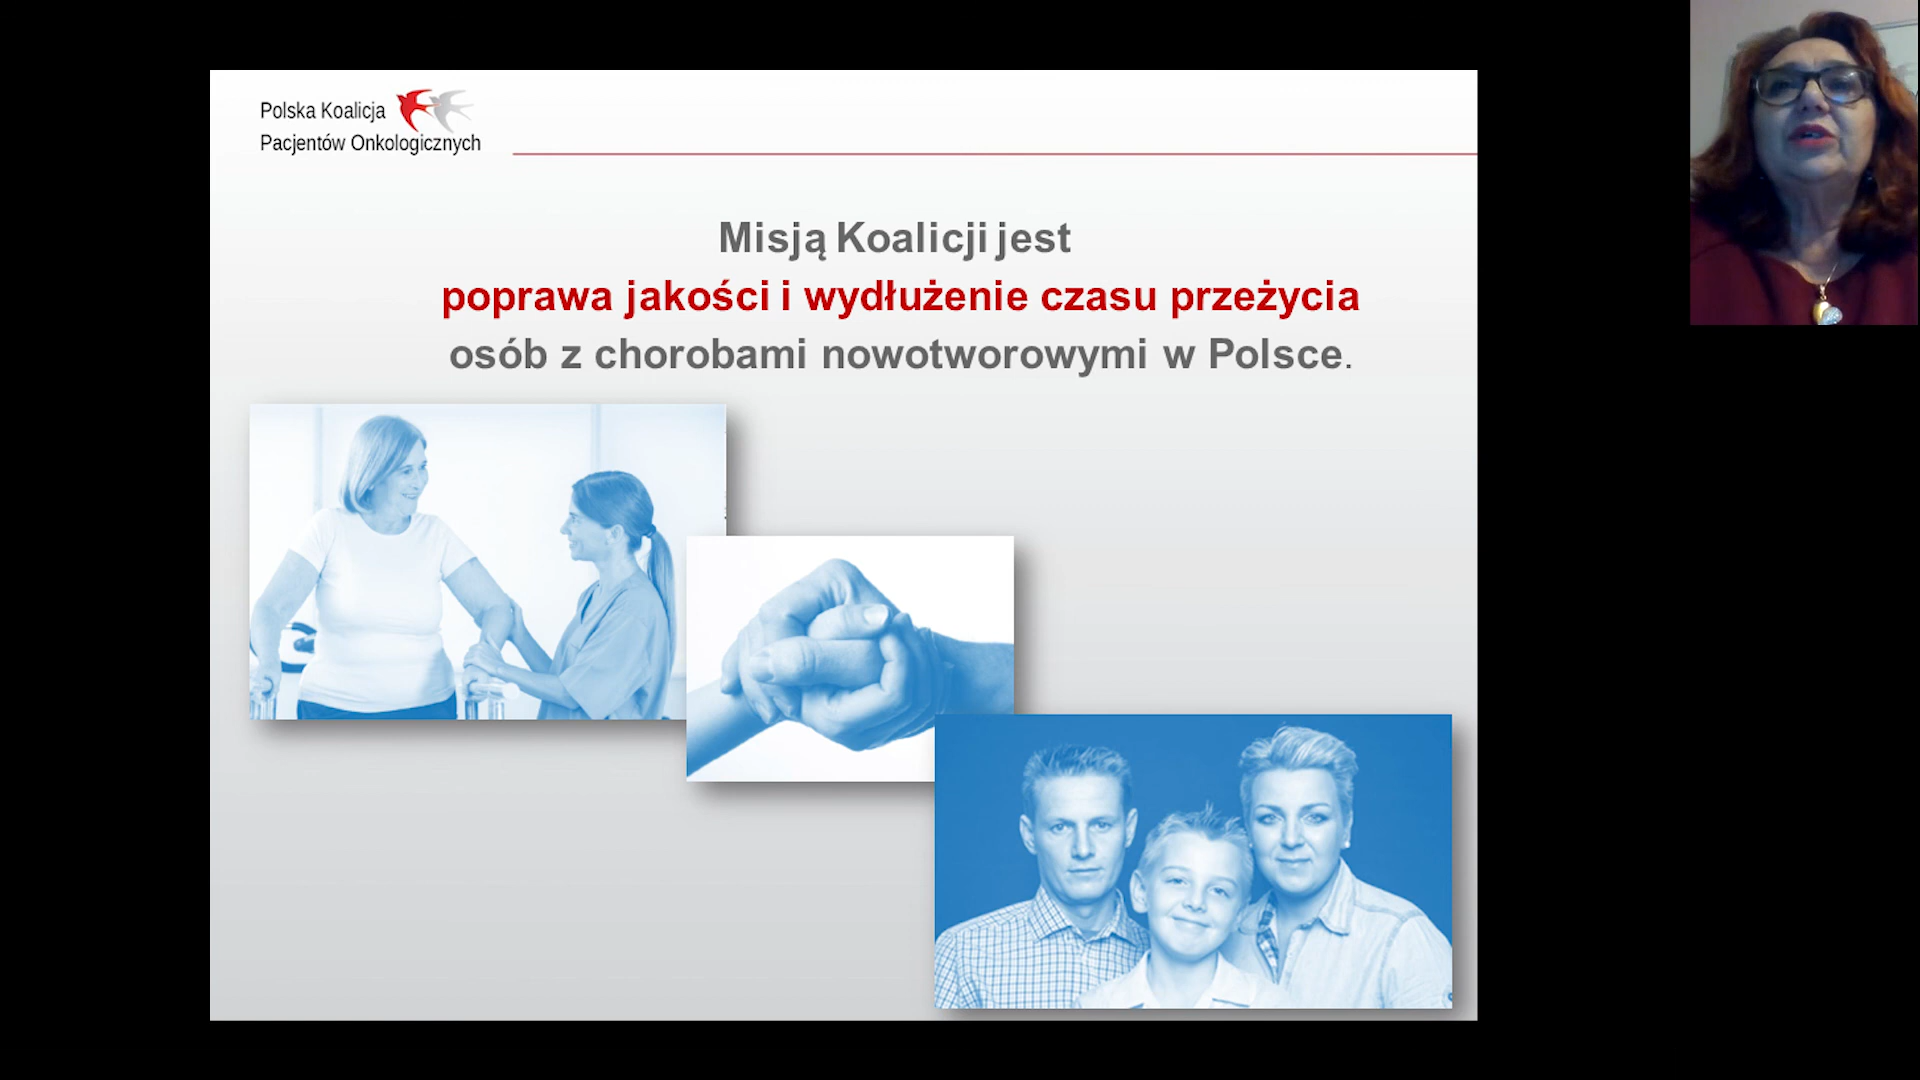 Polska Koalicja
Pacjentów Onkologicznych
Misją Koalicji jest
poprawa jakości i wydłużenie czasu przeżycia
osób z chorobami nowotworowymi w Polsce.